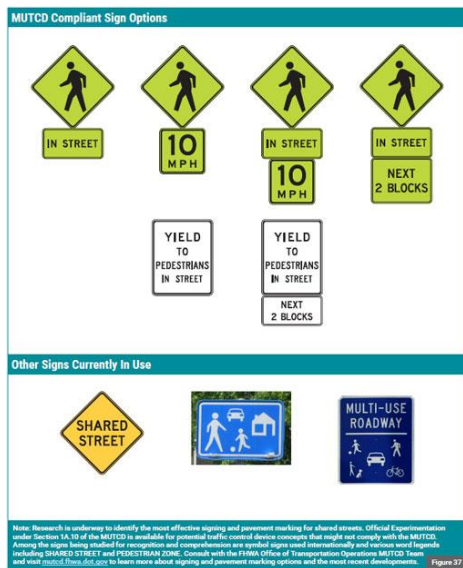 MUTCD Compliant Sign Options
IN STREET
10
MPH
IN STREET
10
MPH
IN STREET
NEXT
2 BLOCKS
YIELD
TO
PEDESTRIANS
IN STREET
YIELD
TO
PEDESTRIANS
IN STREET
NEXT
2 BLOCKS
Other Signs Currently In Use
SHARED
STREET
MULTI-USE
ROADWAY
Note: Research is underway to identify the most effective signing and pavement marking for shared streets. Official Experimentation
under Section 1A.10 of the MUTCD is available for potential traffic control device concepts that might not comply with the MUTCD.
Among the signs being studied for recognition and comprehension are symbol signs used internationally and various word legends
including SHARED STREET and PEDESTRIAN ZONE. Consult with the FHWA Office of Transportation Operations MUTCD Team
and visit mutcd.fhwa.dot.gov to learn more about signing and pavement marking options and the most recent developments.
Figure 37